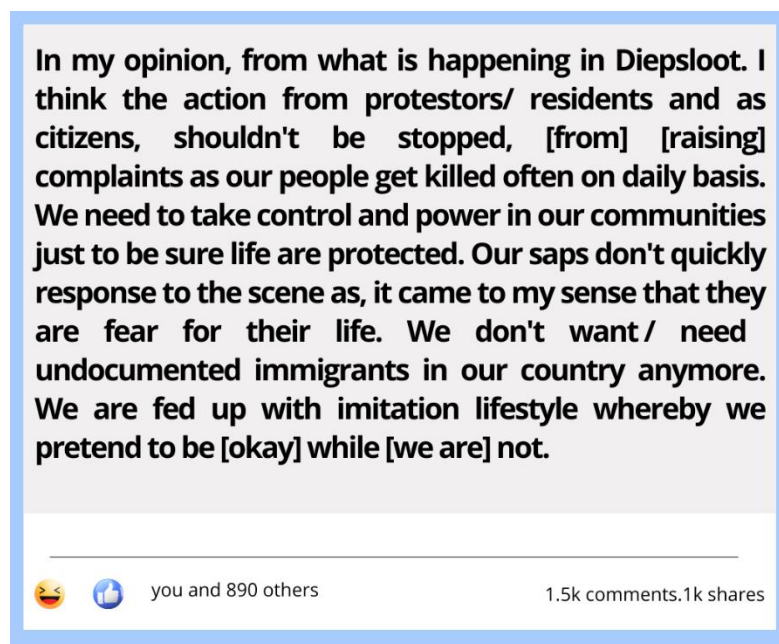 In my opinion, from what is happening in Diepsloot. I
think the action from protestors/ residents and as
citizens, shouldn't be stopped, [from] [raising]
complaints as our people get killed often on daily basis.
We need to take control and power in our communities
just to be sure life are protected. Our saps don't quickly
response to the scene as, it came to my sense that they
are fear for their life. We don't want/ need
undocumented immigrants in our country anymore.
We are fed up with imitation lifestyle whereby we
pretend to be [okay] while [we are] not.
you and 890 others
1.5k comments.1k shares